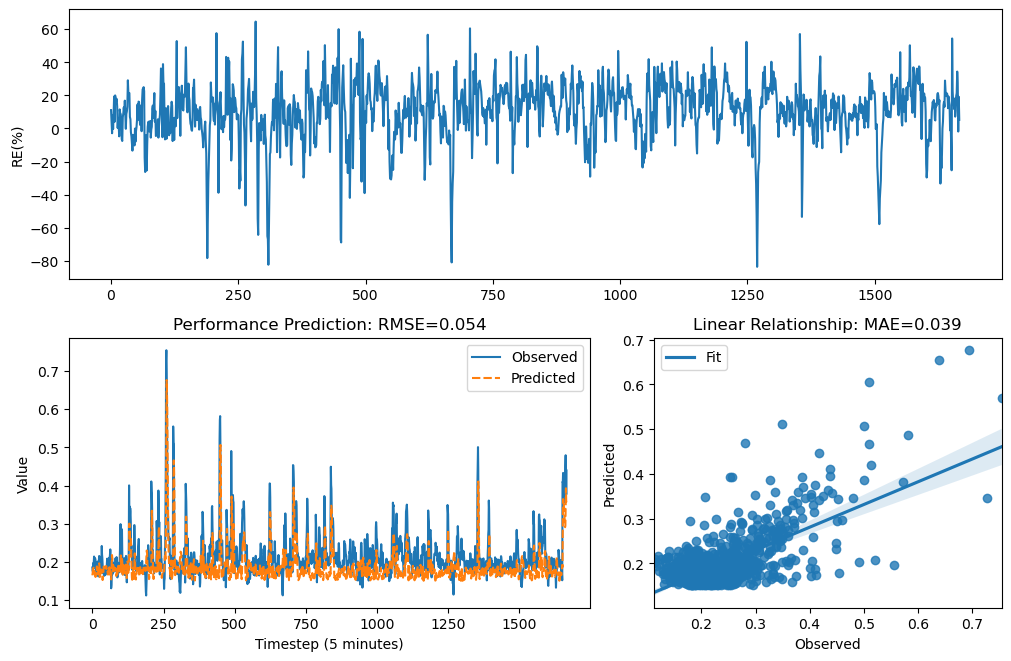 60
40
20
0
−20
−40
−60
−80
RE(%)
0 250 500 750 1000 1250 1500
Performance Prediction: RMSE=0.054
Observed
Predicted
0.7
0.6
0.5
0.4
0.3
0.2
0.1
Value
0 250 500 750 1000 1250 1500
Timestep (5 minutes)
Linear Relationship: MAE=0.039
Fit
0.7
0.6
0.5
0.4
0.3
0.2
Predicted
0.2 0.3 0.4 0.5 0.6 0.7
Observed